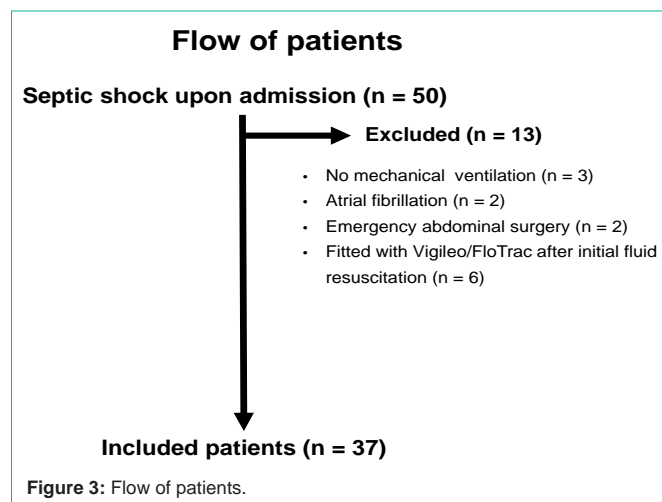 Flow of patients
Septic shock upon admission (n = 50)
Excluded (n = 13)
• No mechanical ventilation (n = 3)
• Atrial fibrillation (n = 2)
• Emergency abdominal surgery (n = 2)
• Fitted with Vigileo/FloTrac after initial fluid
resuscitation (n = 6)
Included patients (n = 37)
Figure 3: Flow of patients.